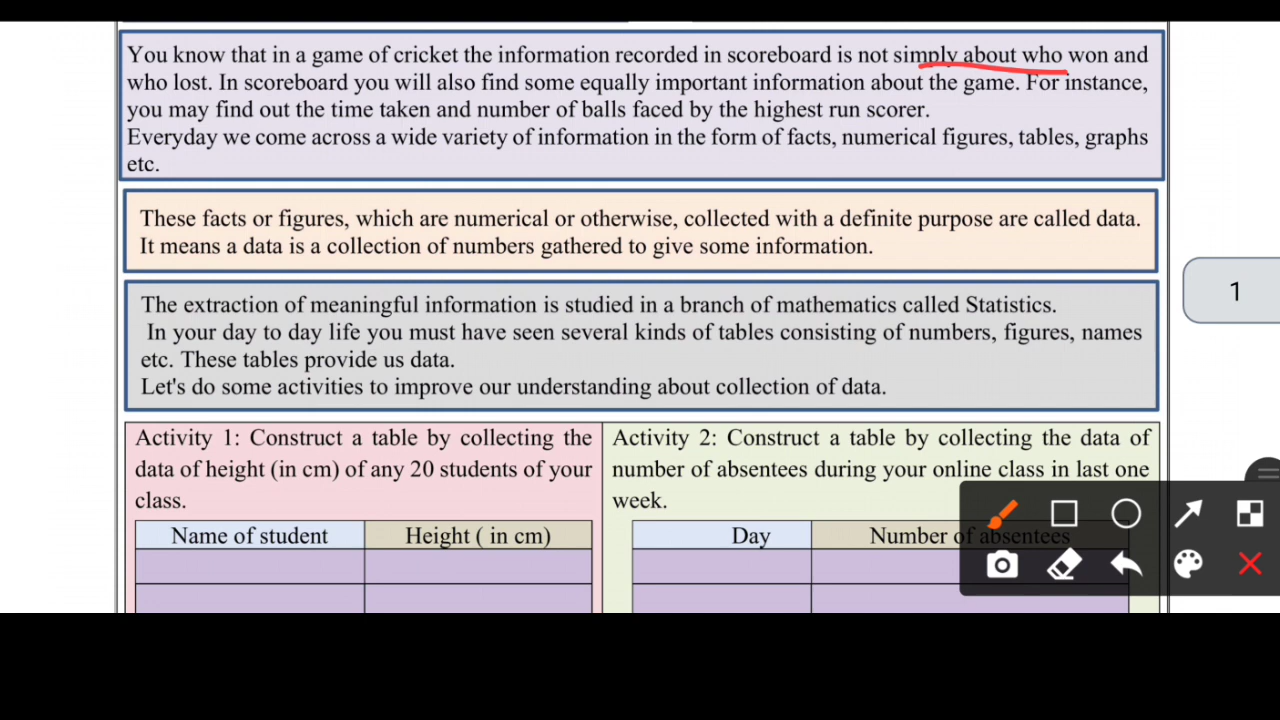 You know that in a game of cricket the information recorded in scoreboard is not simply about who won and
who lost. In scoreboard you will also find some equally important information about the game. For instance,
you may find out the time taken and number of balls faced by the highest run scorer.
Everyday we come across a wide variety of information in the form of facts, numerical figures, tables, graphs
etc.
These facts or figures, which are numerical or otherwise, collected with a definite purpose are called data.
It means a data is a collection of numbers gathered to give some information.
1
The extraction of meaningful information is studied in a branch of mathematics called Statistics.
In your day to day life you must have seen several kinds of tables consisting of numbers, figures, names
etc. These tables provide us data.
Let's do some activities to improve our understanding about collection of data.
Activity 1: Construct a table by collecting the
data of height (in cm) of any 20 students of your
class.
Name of student Height ( in cm)
Activity 2: Construct a table by collecting the data of
number of absentees during your online class in last one
week.
Day Number of absentees